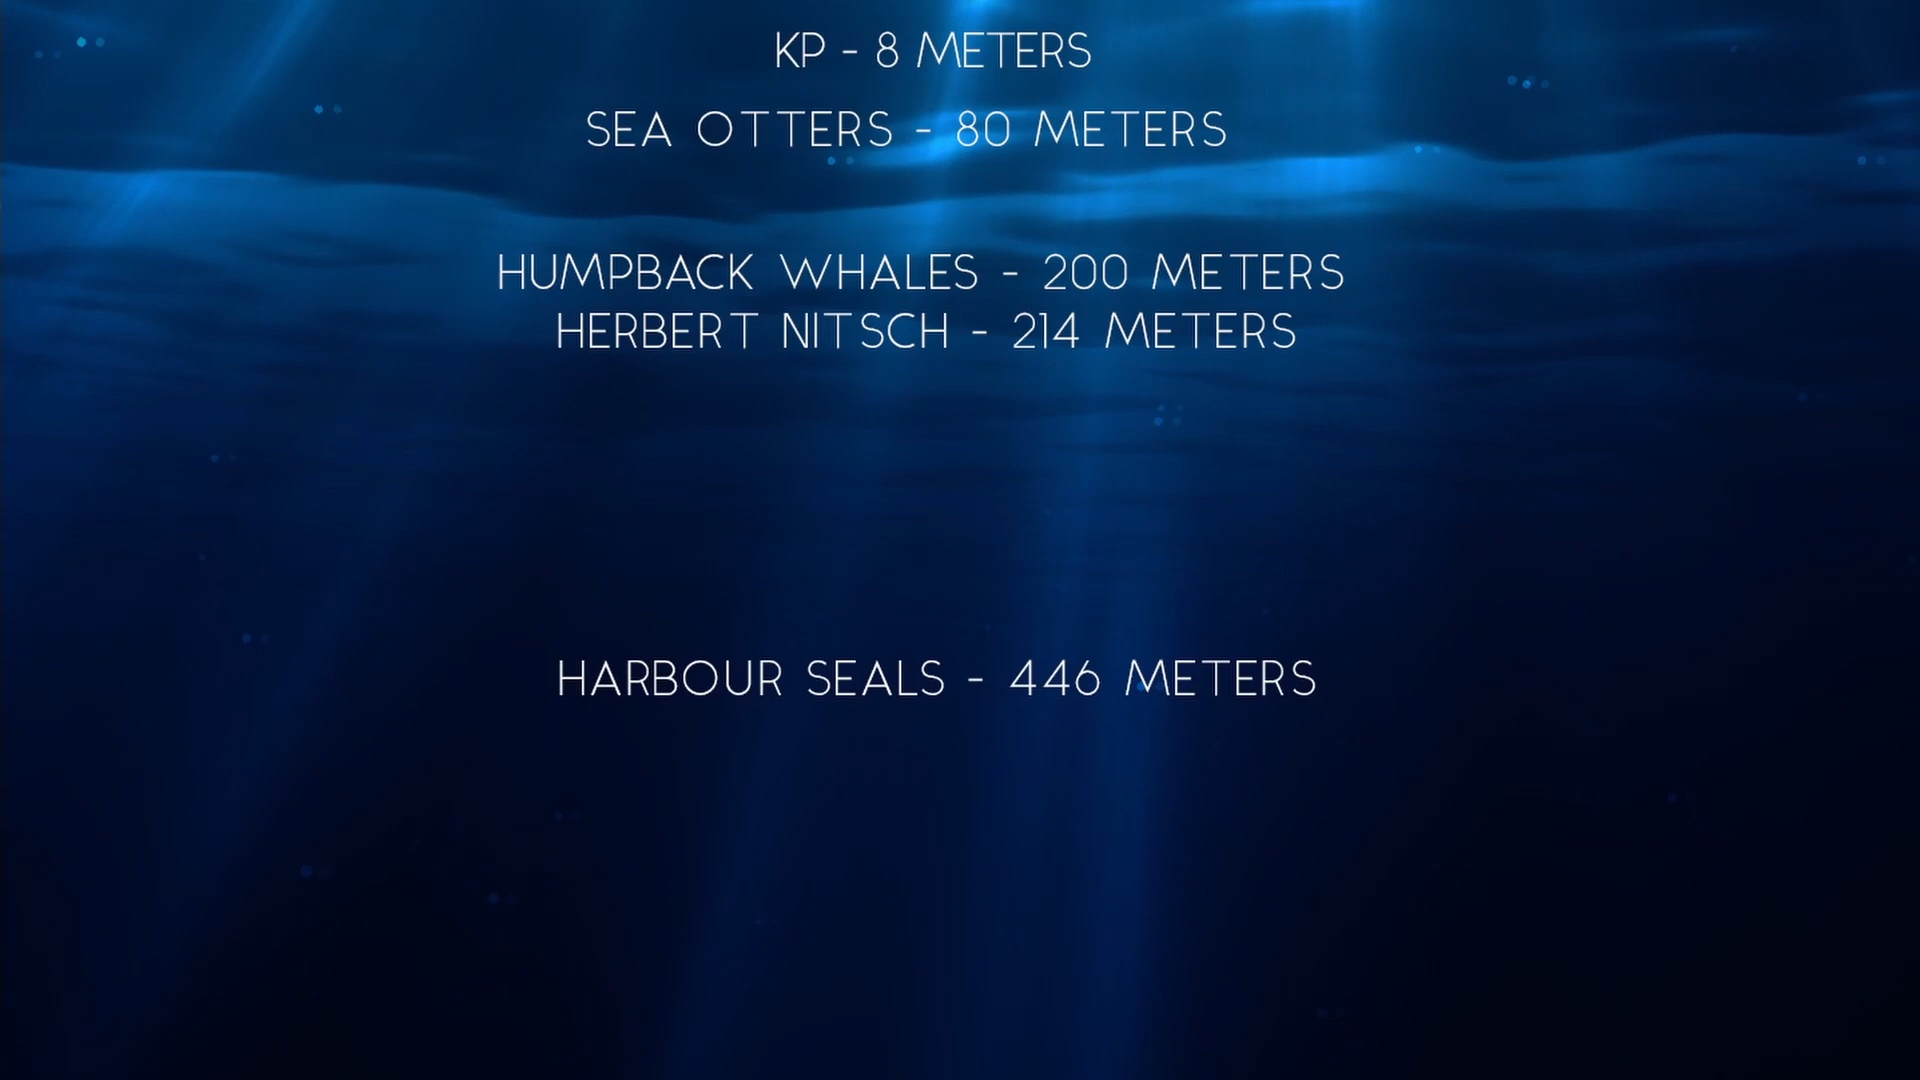 KP - 8 METERS
SEA OTTERS - 80 METERS
HUMPBACK WHALES - 200 METERS
HERBERT NITSCH - 214 METERS
HARBOUR SEALS - 446 METERS